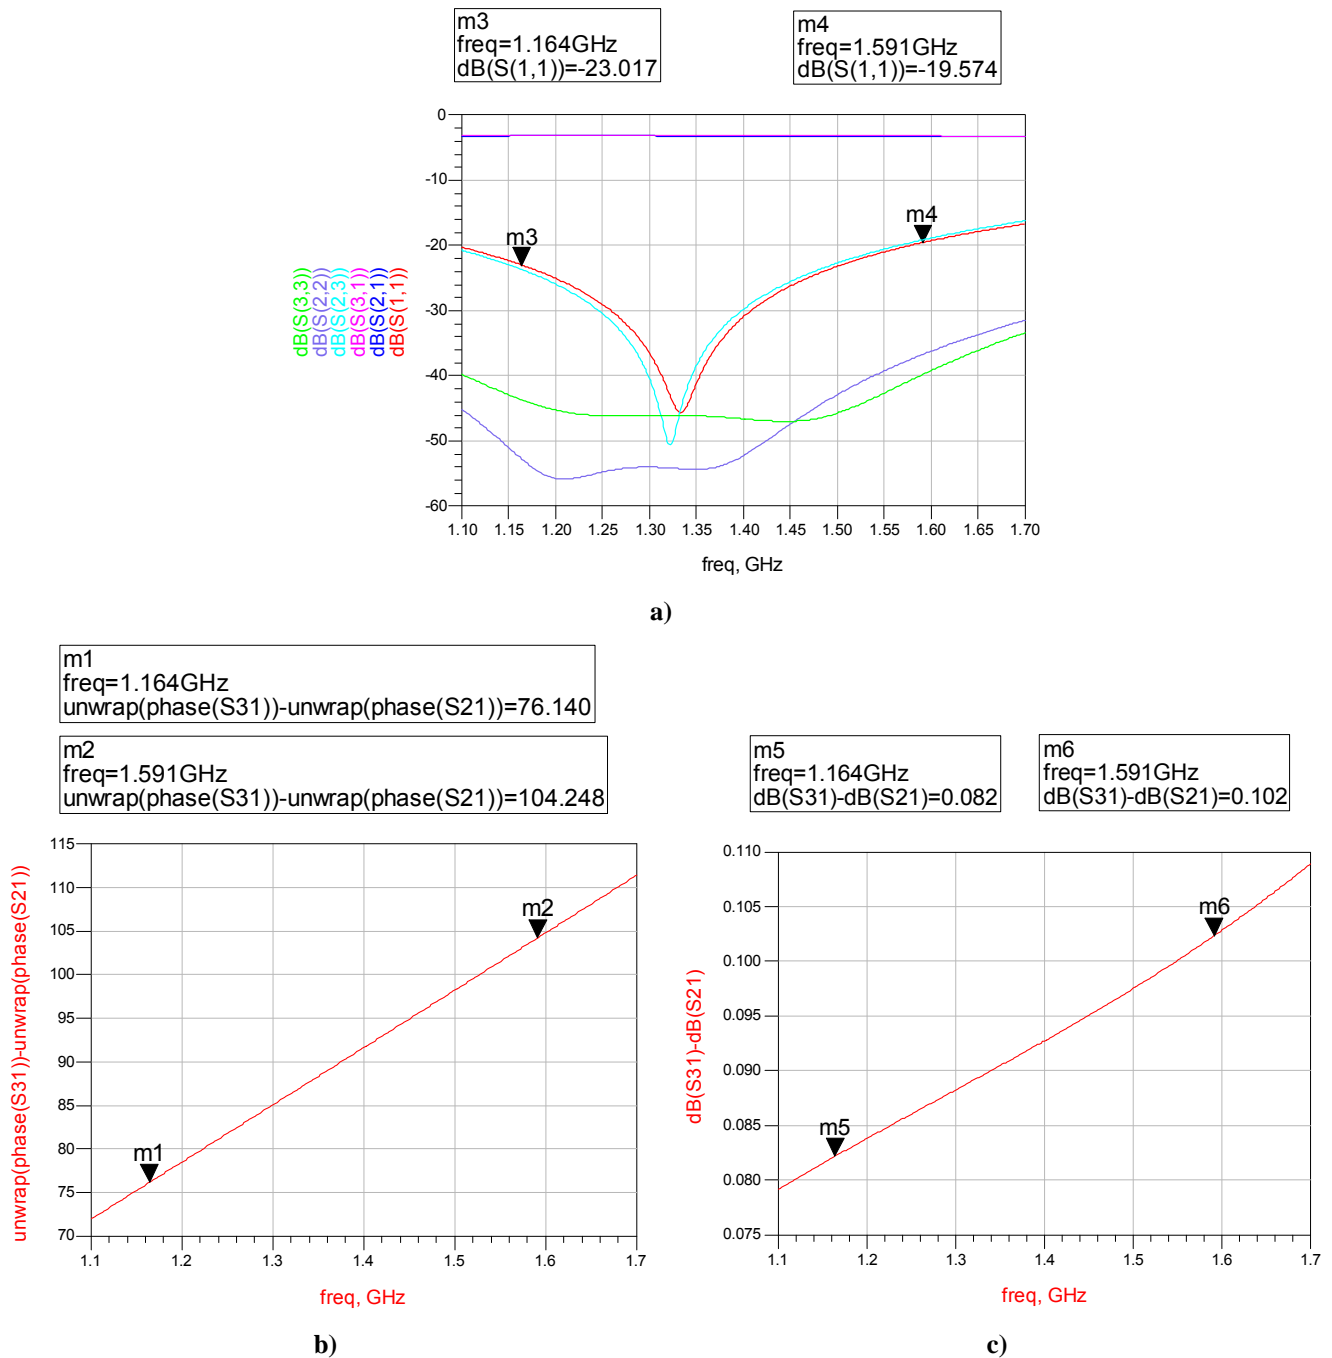 m3
freq=1.164GHz
dB(S(1,1))=-23.017
m4
freq=1.591GHz
dB(S(1,1))=-19.574
dB(S(3,3))
dB(S(2,2))
dB(S(2,3))
dB(S(3,1))
dB(S(2,1))
dB(S(1,1))
0
-10
-20
-30
-40
-50
-60
m3
m4
1.10 1.15 1.20 1.25 1.30 1.35 1.40 1.45 1.50 1.55 1.60 1.65 1.70
freq, GHz
a)
m1
freq=1.164GHz
unwrap(phase(S31))-unwrap(phase(S21))=76.140
m2
freq=1.591GHz
unwrap(phase(S31))-unwrap(phase(S21))=104.248
unwrap(phase(S31))-unwrap(phase(S21))
115
110
105
100
95
90
85
80
75
70
m1
m2
1.1 1.2 1.3 1.4 1.5 1.6 1.7
freq, GHz
b)
m5
freq=1.164GHz
dB(S31)-dB(S21)=0.082
m6
freq=1.591GHz
dB(S31)-dB(S21)=0.102
dB(S31)-dB(S21)
0.110
0.105
0.100
0.095
0.090
0.085
0.080
0.075
m5
m6
1.1 1.2 1.3 1.4 1.5 1.6 1.7
freq, GHz
c)